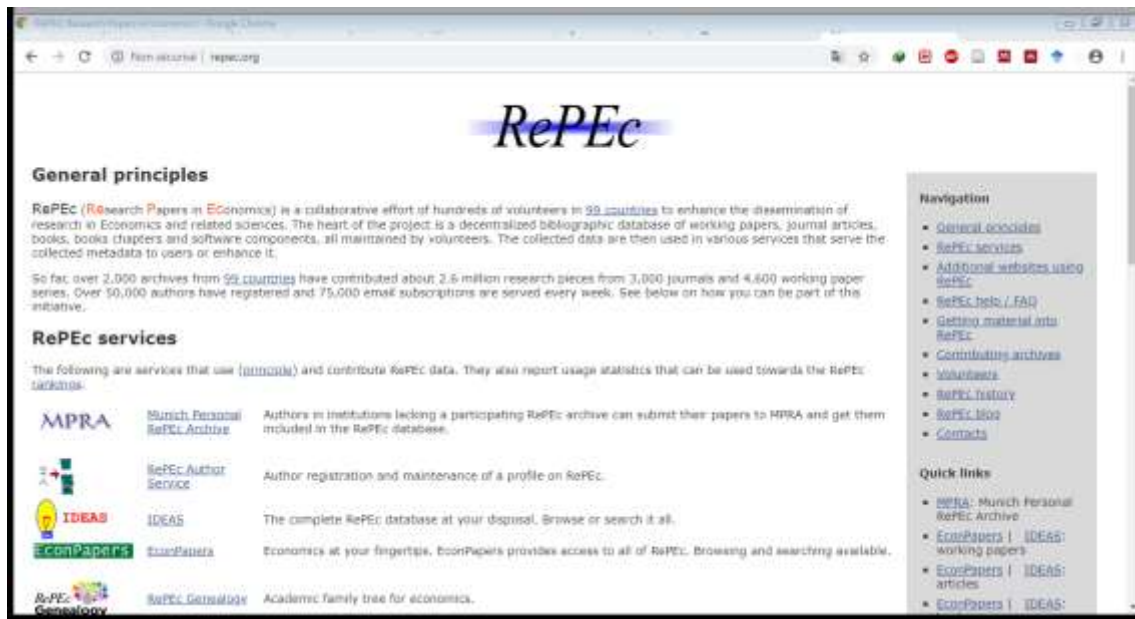 RePEc Research Papers in Economics - Google Chrome
Non sécurisé | repec.org
RePEc
General principles
RePEc (Research Papers in Economics) is a collaborative effort of hundreds of volunteers in 99 countries to enhance the dissemination of
research in Economics and related sciences. The heart of the project is a decentralized bibliographic database of working papers, journal articles,
books, books chapters and software components, all maintained by volunteers. The collected data are then used in various services that serve the
collected metadata to users or enhance it.
So far, over 2,000 archives from 99 countries have contributed about 2.6 million research pieces from 3,000 journals and 4,600 working paper
series. Over 50,000 authors have registered and 75,000 email subscriptions are served every week. See below on how you can be part of this
initiative.
RePEc services
The following are services that use (principle) and contribute RePEc data. They also report usage statistics that can be used towards the RePEc
rankings.
MPRA
Munich Personal
RePEc Archive
Authors in institutions lacking a participating RePEc archive can submit their papers to MPRA and get them
included in the RePEc database.
RePEc Author
Service
Author registration and maintenance of a profile on RePEc.
IDEAS
IDEAS
The complete RePEc database at your disposal. Browse or search it all.
EconPapers
EconPapers
Economics at your fingertips. EconPapers provides access to all of RePEc. Browsing and searching available.
RePEc
Genealogy
RePEc Genealogy
Academic family tree for economics.
Navigation
General principles
RePEc services
Additional websites using
RePEc
RePEc help / FAQ
Getting material into
RePEc
Contributing archives
Volunteers
RePEc history
RePEc blog
Contacts
Quick links
MPRA: Munich Personal
RePEc Archive
EconPapers | IDEAS:
working papers
EconPapers | IDEAS:
articles
EconPapers | IDEAS: